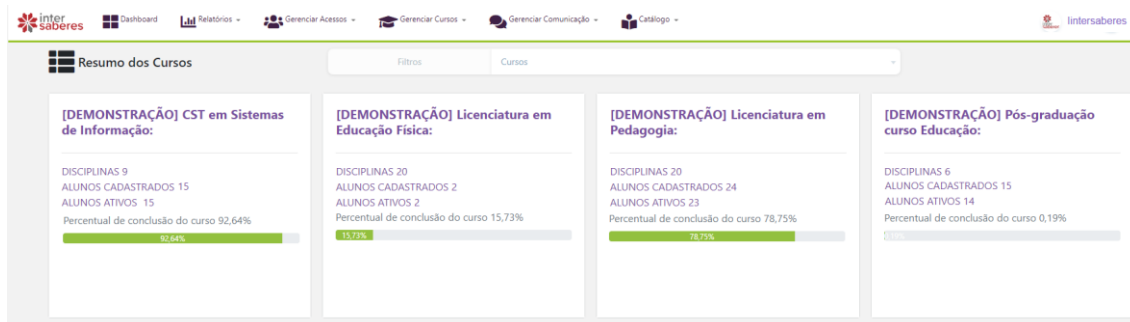 inter saberes
Dashboard
Relatórios
Gerenciar Acessos
Gerenciar Cursos
Gerenciar Comunicação
Catálogo
lintersaberes
Resumo dos Cursos
Filtros
Cursos
[DEMONSTRAÇÃO] CST em Sistemas
de Informação:
DISCIPLINAS 9
ALUNOS CADASTRADOS 15
ALUNOS ATIVOS 15
Percentual de conclusão do curso 92,64%
92,64%
[DEMONSTRAÇÃO] Licenciatura em
Educação Física:
DISCIPLINAS 20
ALUNOS CADASTRADOS 2
ALUNOS ATIVOS 2
Percentual de conclusão do curso 15,73%
15,73%
[DEMONSTRAÇÃO] Licenciatura em
Pedagogia:
DISCIPLINAS 20
ALUNOS CADASTRADOS 24
ALUNOS ATIVOS 23
Percentual de conclusão do curso 78,75%
78,75%
[DEMONSTRAÇÃO] Pós-graduação
curso Educação:
DISCIPLINAS 6
ALUNOS CADASTRADOS 15
ALUNOS ATIVOS 14
Percentual de conclusão do curso 0,19%
0,19%